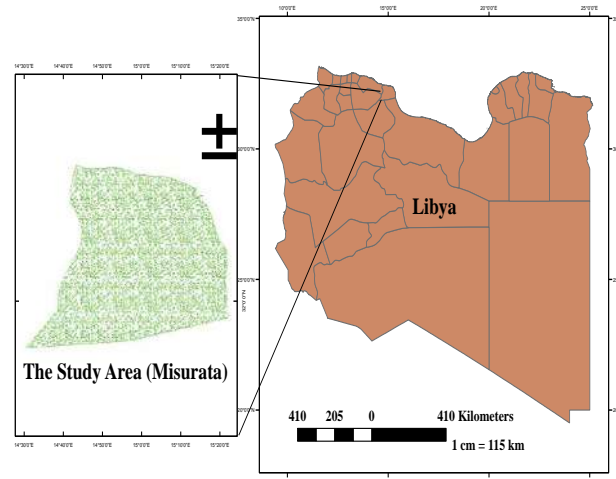 14°30'0"E 14°40'0"E 14°50'0"E 15°0'0"E 15°10'0"E 15°20'0"E
10°0'0"E 15°0'0"E 20°0'0"E 25°0'0"E
35°0'0"N
30°0'0"N
25°0'0"N
32°0'0"N
20°0'0"N
Libya
The Study Area (Misurata)
410 205 0 410 Kilometers
1 cm = 115 km
14°30'0"E 14°40'0"E 14°50'0"E 15°0'0"E 15°10'0"E 15°20'0"E